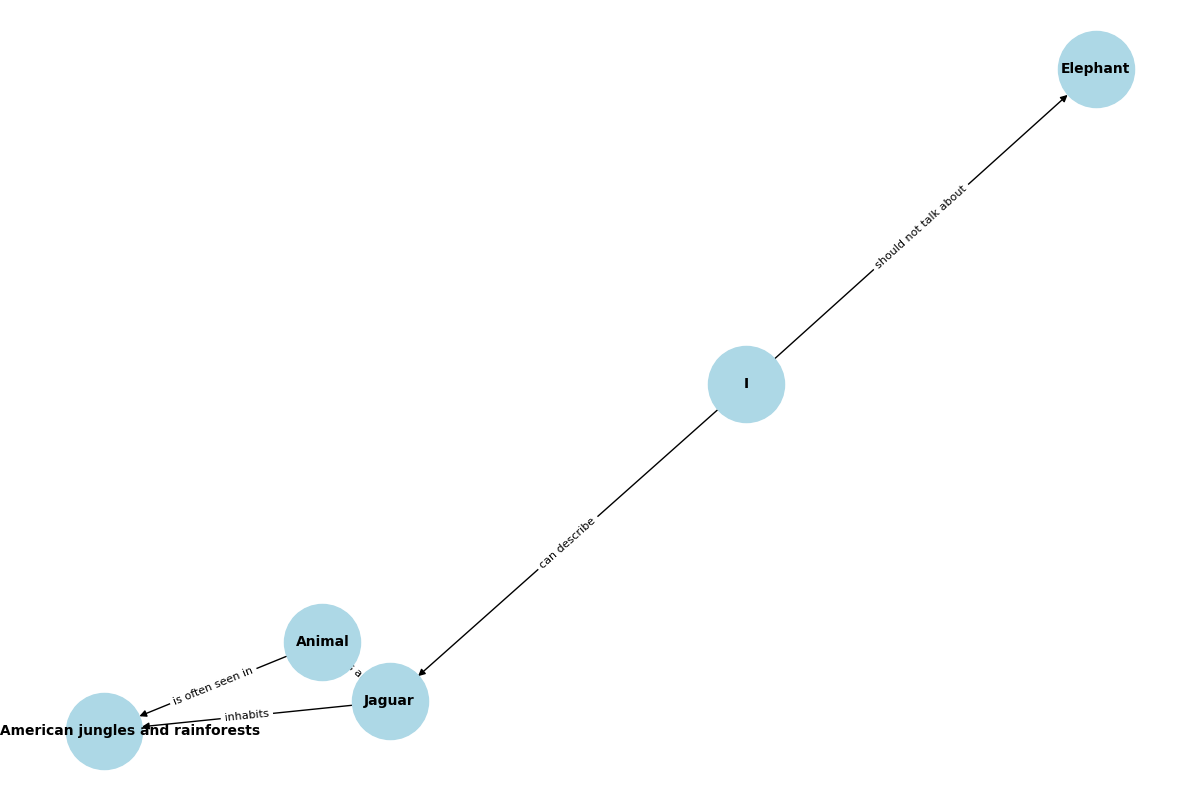 Elephant
should not talk about
I
can describe
Animal
a
is often seen in
Jaguar
inhabits
American jungles and rainforests